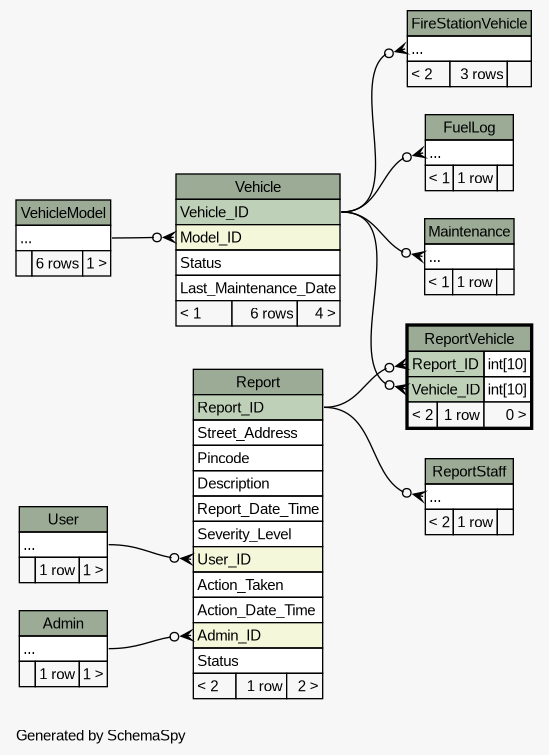 FireStationVehicle
...
< 2 3 rows
FuelLog
...
< 1 1 row
Vehicle
Vehicle_ID
Model_ID
Status
Last_Maintenance_Date
< 1 6 rows 4 >
VehicleModel
...
6 rows 1 >
Maintenance
...
< 1 1 row
ReportVehicle
Report_ID int[10]
Vehicle_ID int[10]
< 2 1 row 0 >
Report
Report_ID
Street_Address
Pincode
Description
Report_Date_Time
Severity_Level
User_ID
Action_Taken
Action_Date_Time
Admin_ID
Status
< 2 1 row 2 >
ReportStaff
...
< 2 1 row
User
...
1 row 1 >
Admin
...
1 row 1 >
Generated by SchemaSpy